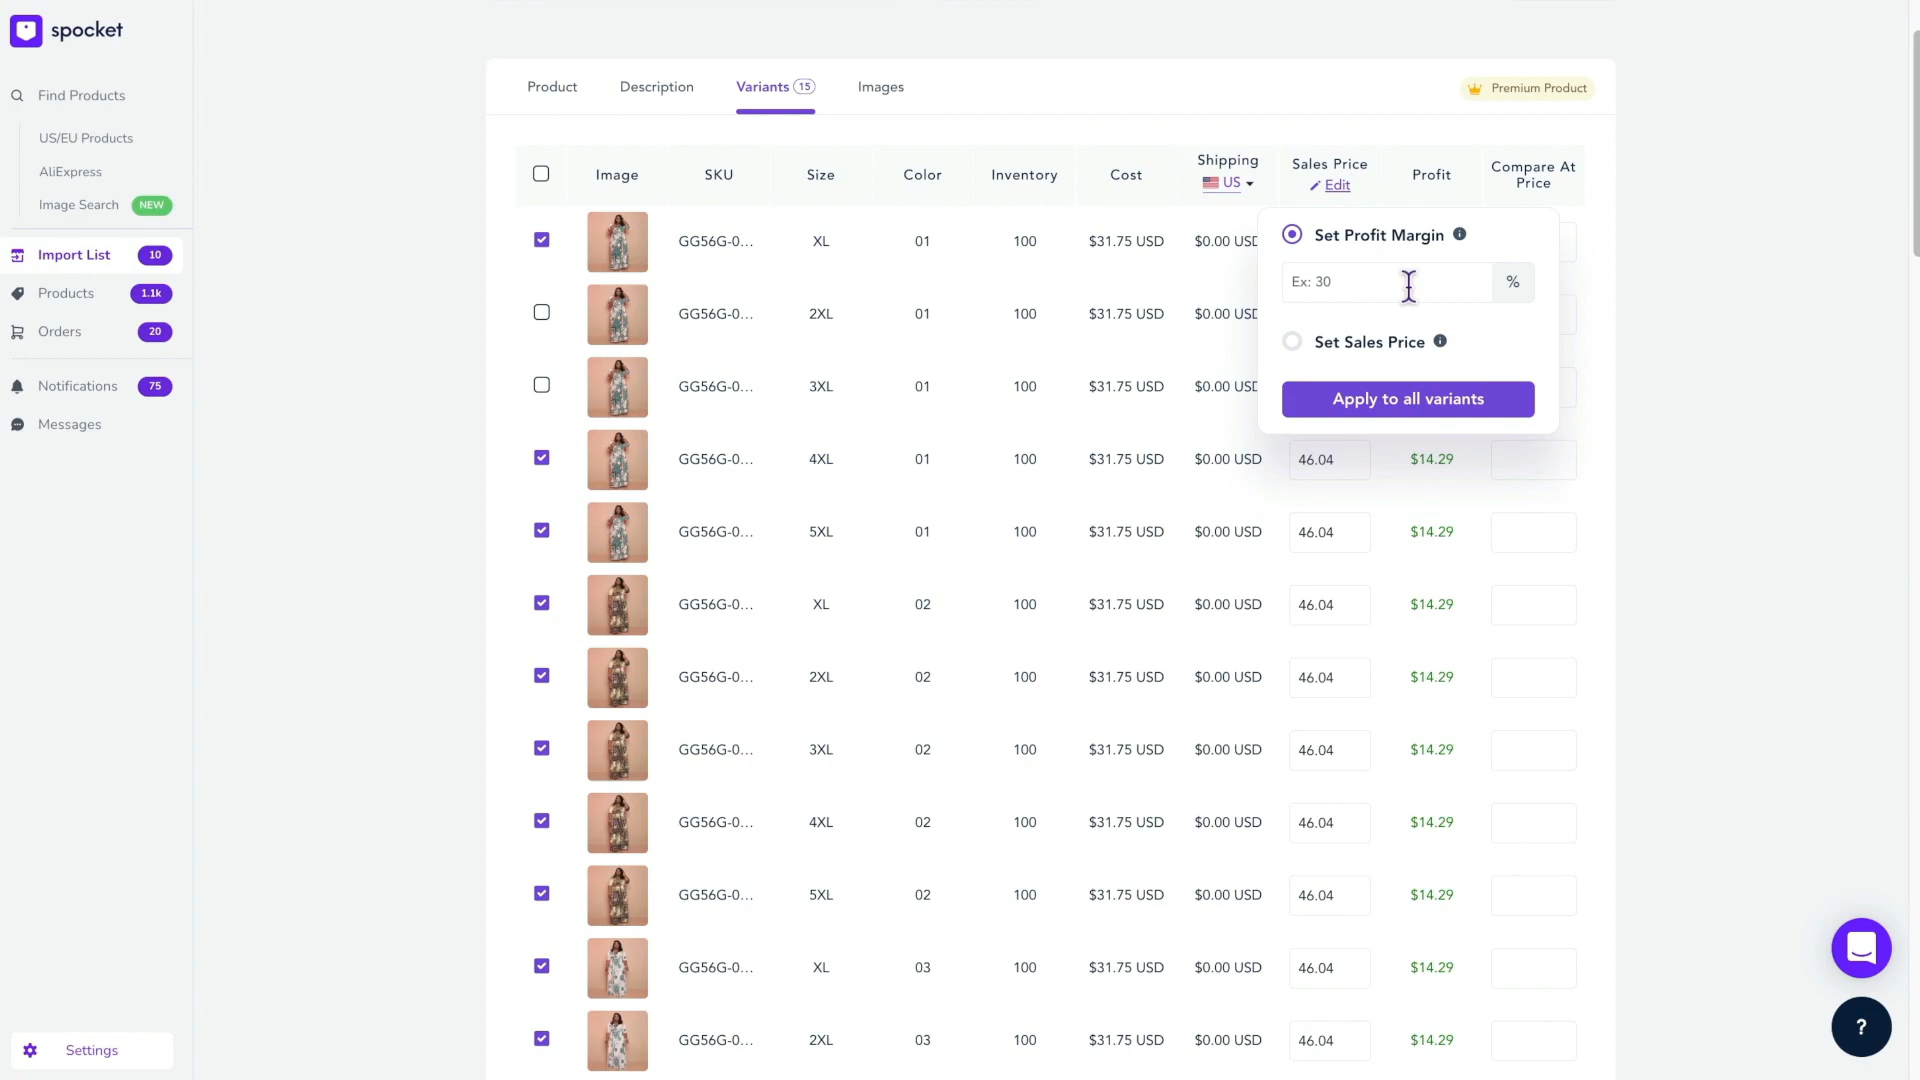 spocket
Find Products
US/EU Products
AliExpress
Image Search NEW
Import List 10
Products 1.1k
Orders 20
Notifications 75
Messages
Settings
Product Description Variants 15 Images Premium Product
Image SKU Size Color Inventory Cost Shipping US Sales Price Edit Profit Compare At Price
GG56G-0... XL 01 100 $31.75 USD $0.00 USD
GG56G-0... 2XL 01 100 $31.75 USD $0.00 USD
GG56G-0... 3XL 01 100 $31.75 USD $0.00 USD
Set Profit Margin
Ex: 30 %
Set Sales Price
Apply to all variants
GG56G-0... 4XL 01 100 $31.75 USD $0.00 USD 46.04 $14.29
GG56G-0... 5XL 01 100 $31.75 USD $0.00 USD 46.04 $14.29
GG56G-0... XL 02 100 $31.75 USD $0.00 USD 46.04 $14.29
GG56G-0... 2XL 02 100 $31.75 USD $0.00 USD 46.04 $14.29
GG56G-0... 3XL 02 100 $31.75 USD $0.00 USD 46.04 $14.29
GG56G-0... 4XL 02 100 $31.75 USD $0.00 USD 46.04 $14.29
GG56G-0... 5XL 02 100 $31.75 USD $0.00 USD 46.04 $14.29
GG56G-0... XL 03 100 $31.75 USD $0.00 USD 46.04 $14.29
GG56G-0... 2XL 03 100 $31.75 USD $0.00 USD 46.04 $14.29
?